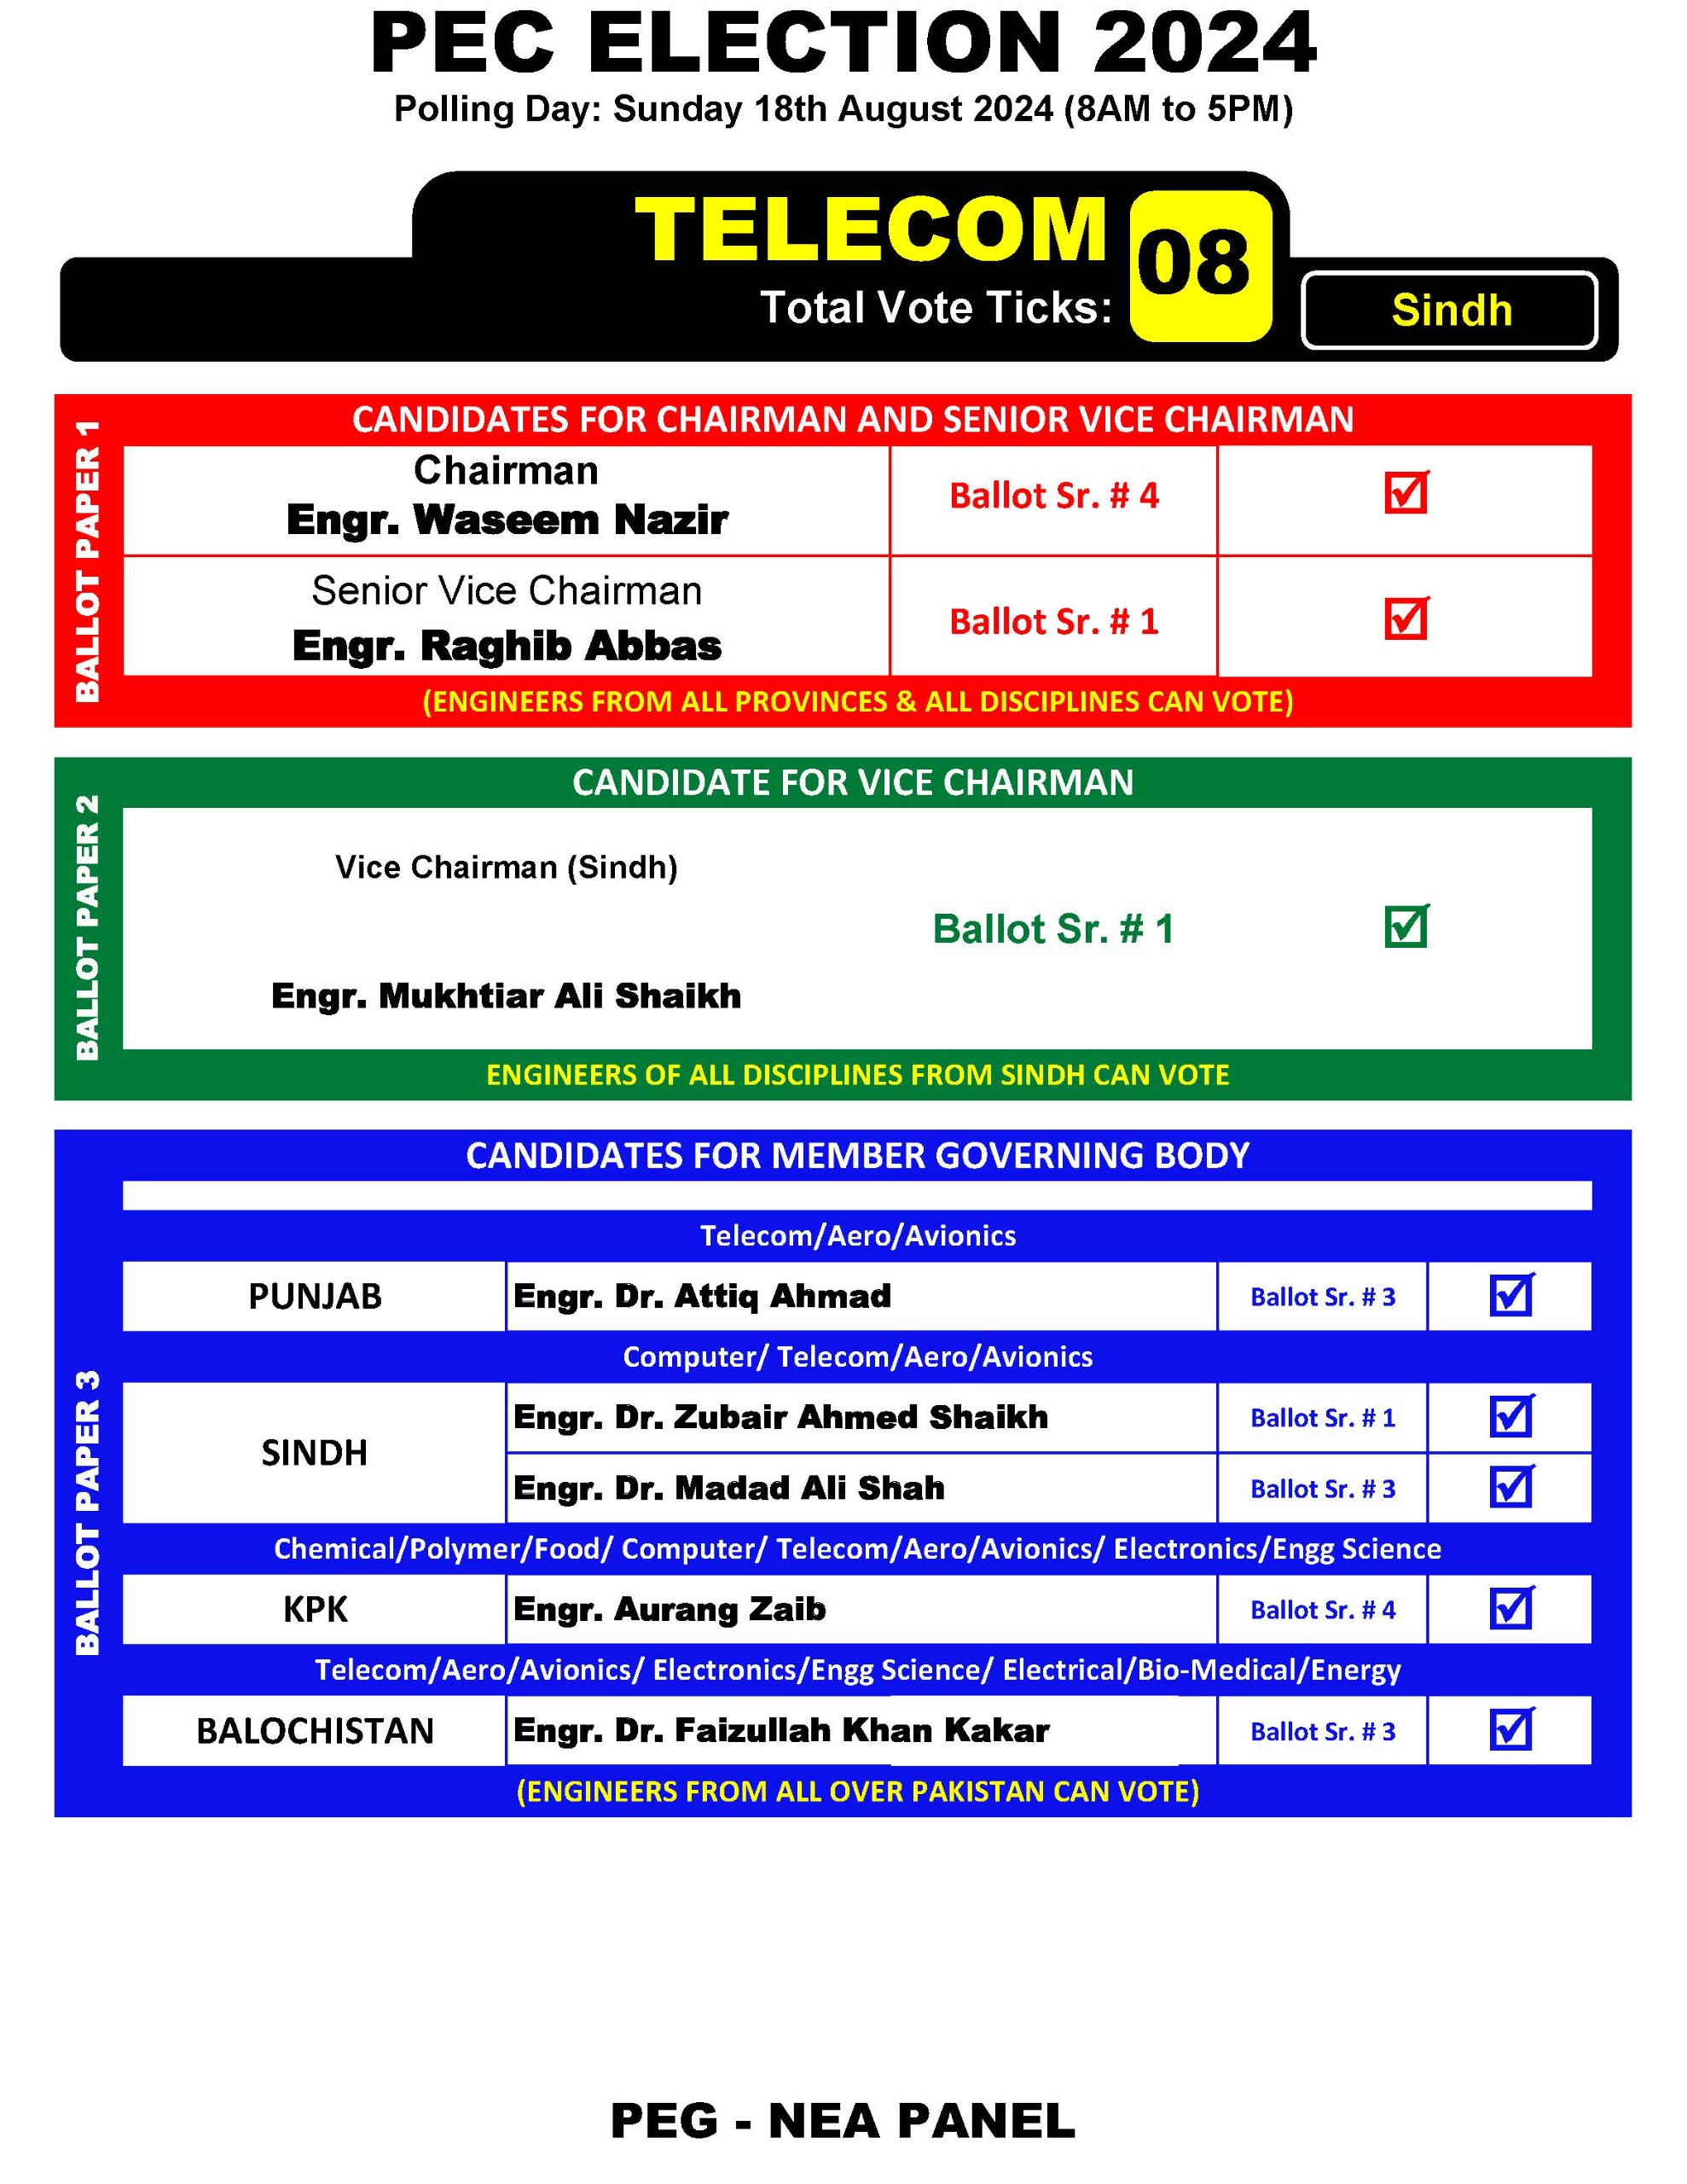 PEC ELECTION 2024
Polling Day: Sunday 18th August 2024 (8AM to 5PM)
TELECOM
Total Vote Ticks:
08
Sindh
BALLOT PAPER 1
CANDIDATES FOR CHAIRMAN AND SENIOR VICE CHAIRMAN
Chairman
Engr. Waseem Nazir
Ballot Sr. # 4
Senior Vice Chairman
Engr. Raghib Abbas
Ballot Sr. # 1
(ENGINEERS FROM ALL PROVINCES & ALL DISCIPLINES CAN VOTE)
BALLOT PAPER 2
CANDIDATE FOR VICE CHAIRMAN
Vice Chairman (Sindh)
Ballot Sr. # 1
Engr. Mukhtiar Ali Shaikh
ENGINEERS OF ALL DISCIPLINES FROM SINDH CAN VOTE
BALLOT PAPER 3
CANDIDATES FOR MEMBER GOVERNING BODY
Telecom/Aero/Avionics
PUNJAB Engr. Dr. Attiq Ahmad Ballot Sr. # 3
Computer/ Telecom/Aero/Avionics
SINDH
Engr. Dr. Zubair Ahmed Shaikh Ballot Sr. # 1
Engr. Dr. Madad Ali Shah Ballot Sr. # 3
Chemical/Polymer/Food/ Computer/ Telecom/Aero/Avionics/ Electronics/Engg Science
KPK Engr. Aurang Zaib Ballot Sr. # 4
Telecom/Aero/Avionics/ Electronics/Engg Science/ Electrical/Bio-Medical/Energy
BALOCHISTAN Engr. Dr. Faizullah Khan Kakar Ballot Sr. # 3
(ENGINEERS FROM ALL OVER PAKISTAN CAN VOTE)
PEG - NEA PANEL